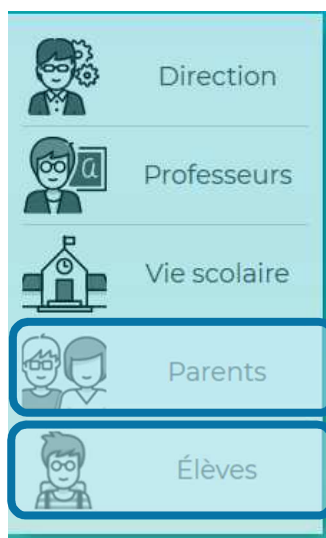 Direction
a
Professeurs
Vie scolaire
Parents
Élèves